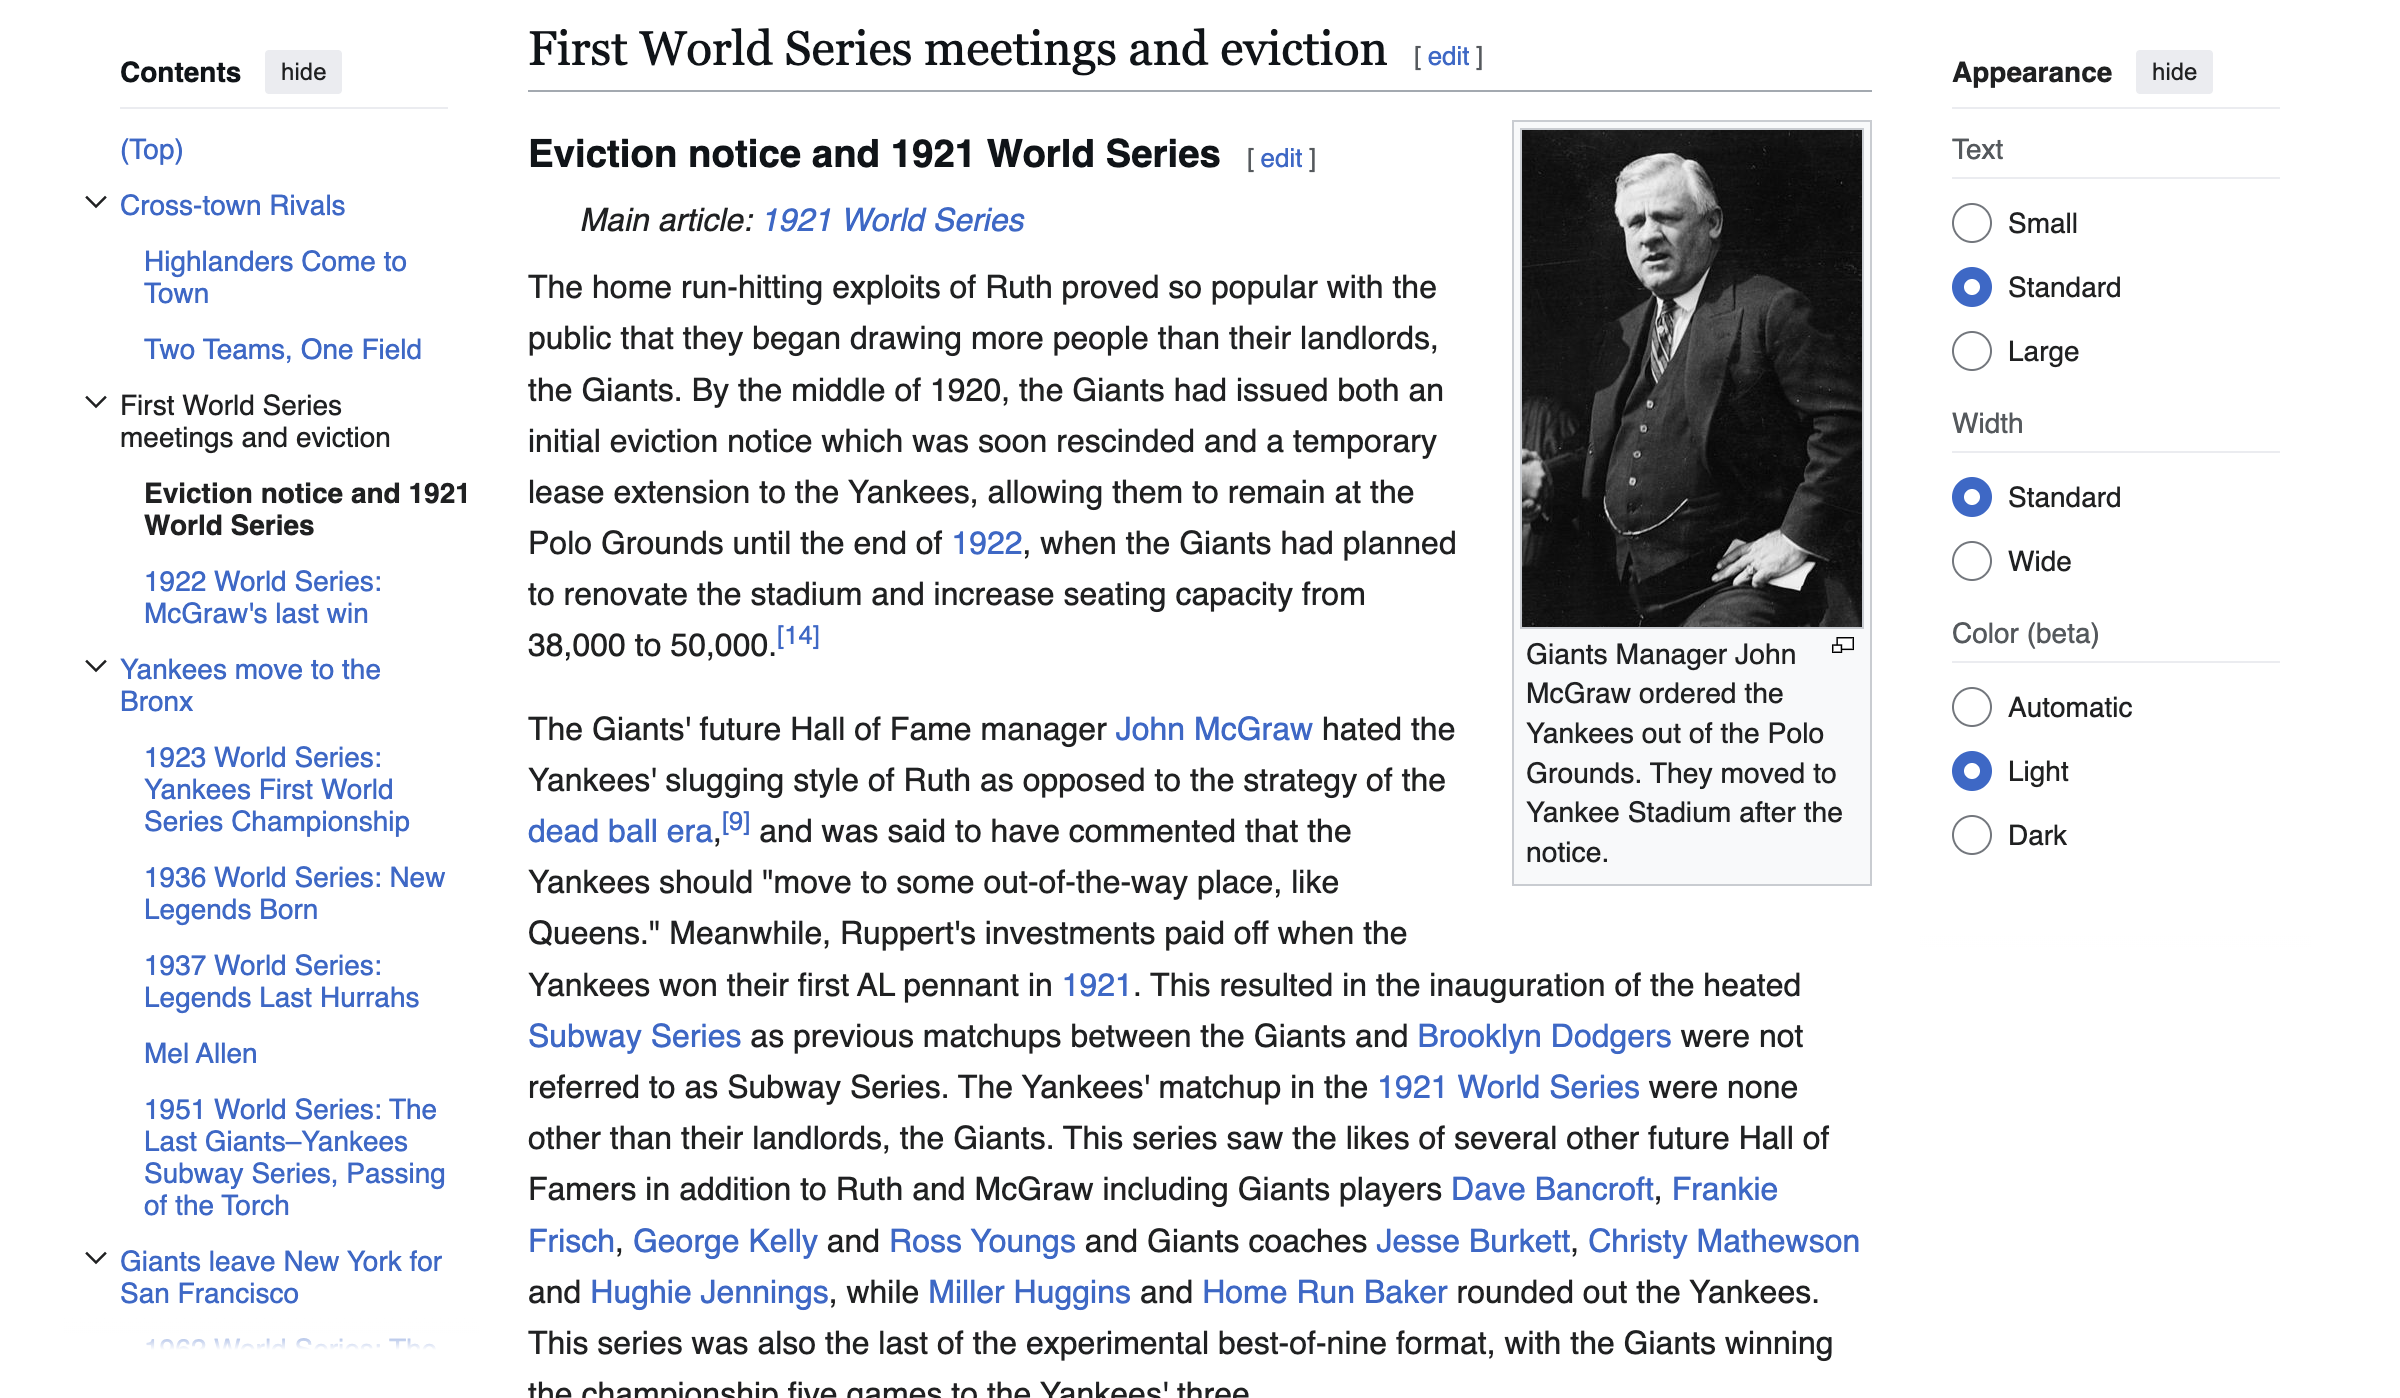 Contents hide
(Top)
Cross-town Rivals
Highlanders Come to
Town
Two Teams, One Field
First World Series
meetings and eviction
Eviction notice and 1921
World Series
1922 World Series:
McGraw's last win
Yankees move to the
Bronx
1923 World Series:
Yankees First World
Series Championship
1936 World Series: New
Legends Born
1937 World Series:
Legends Last Hurrahs
Mel Allen
1951 World Series: The
Last Giants–Yankees
Subway Series, Passing
of the Torch
Giants leave New York for
San Francisco
1962 World Series: The
First World Series meetings and eviction [ edit ]
Eviction notice and 1921 World Series [ edit ]
Main article: 1921 World Series
The home run-hitting exploits of Ruth proved so popular with the
public that they began drawing more people than their landlords,
the Giants. By the middle of 1920, the Giants had issued both an
initial eviction notice which was soon rescinded and a temporary
lease extension to the Yankees, allowing them to remain at the
Polo Grounds until the end of 1922, when the Giants had planned
to renovate the stadium and increase seating capacity from
38,000 to 50,000.[14]
The Giants' future Hall of Fame manager John McGraw hated the
Yankees' slugging style of Ruth as opposed to the strategy of the
dead ball era,[9] and was said to have commented that the
Yankees should "move to some out-of-the-way place, like
Queens." Meanwhile, Ruppert's investments paid off when the
Yankees won their first AL pennant in 1921. This resulted in the inauguration of the heated
Subway Series as previous matchups between the Giants and Brooklyn Dodgers were not
referred to as Subway Series. The Yankees' matchup in the 1921 World Series were none
other than their landlords, the Giants. This series saw the likes of several other future Hall of
Famers in addition to Ruth and McGraw including Giants players Dave Bancroft, Frankie
Frisch, George Kelly and Ross Youngs and Giants coaches Jesse Burkett, Christy Mathewson
and Hughie Jennings, while Miller Huggins and Home Run Baker rounded out the Yankees.
This series was also the last of the experimental best-of-nine format, with the Giants winning
the championship five games to the Yankees' three.
Giants Manager John
McGraw ordered the
Yankees out of the Polo
Grounds. They moved to
Yankee Stadium after the
notice.
Appearance hide
Text
Small
Standard
Large
Width
Standard
Wide
Color (beta)
Automatic
Light
Dark